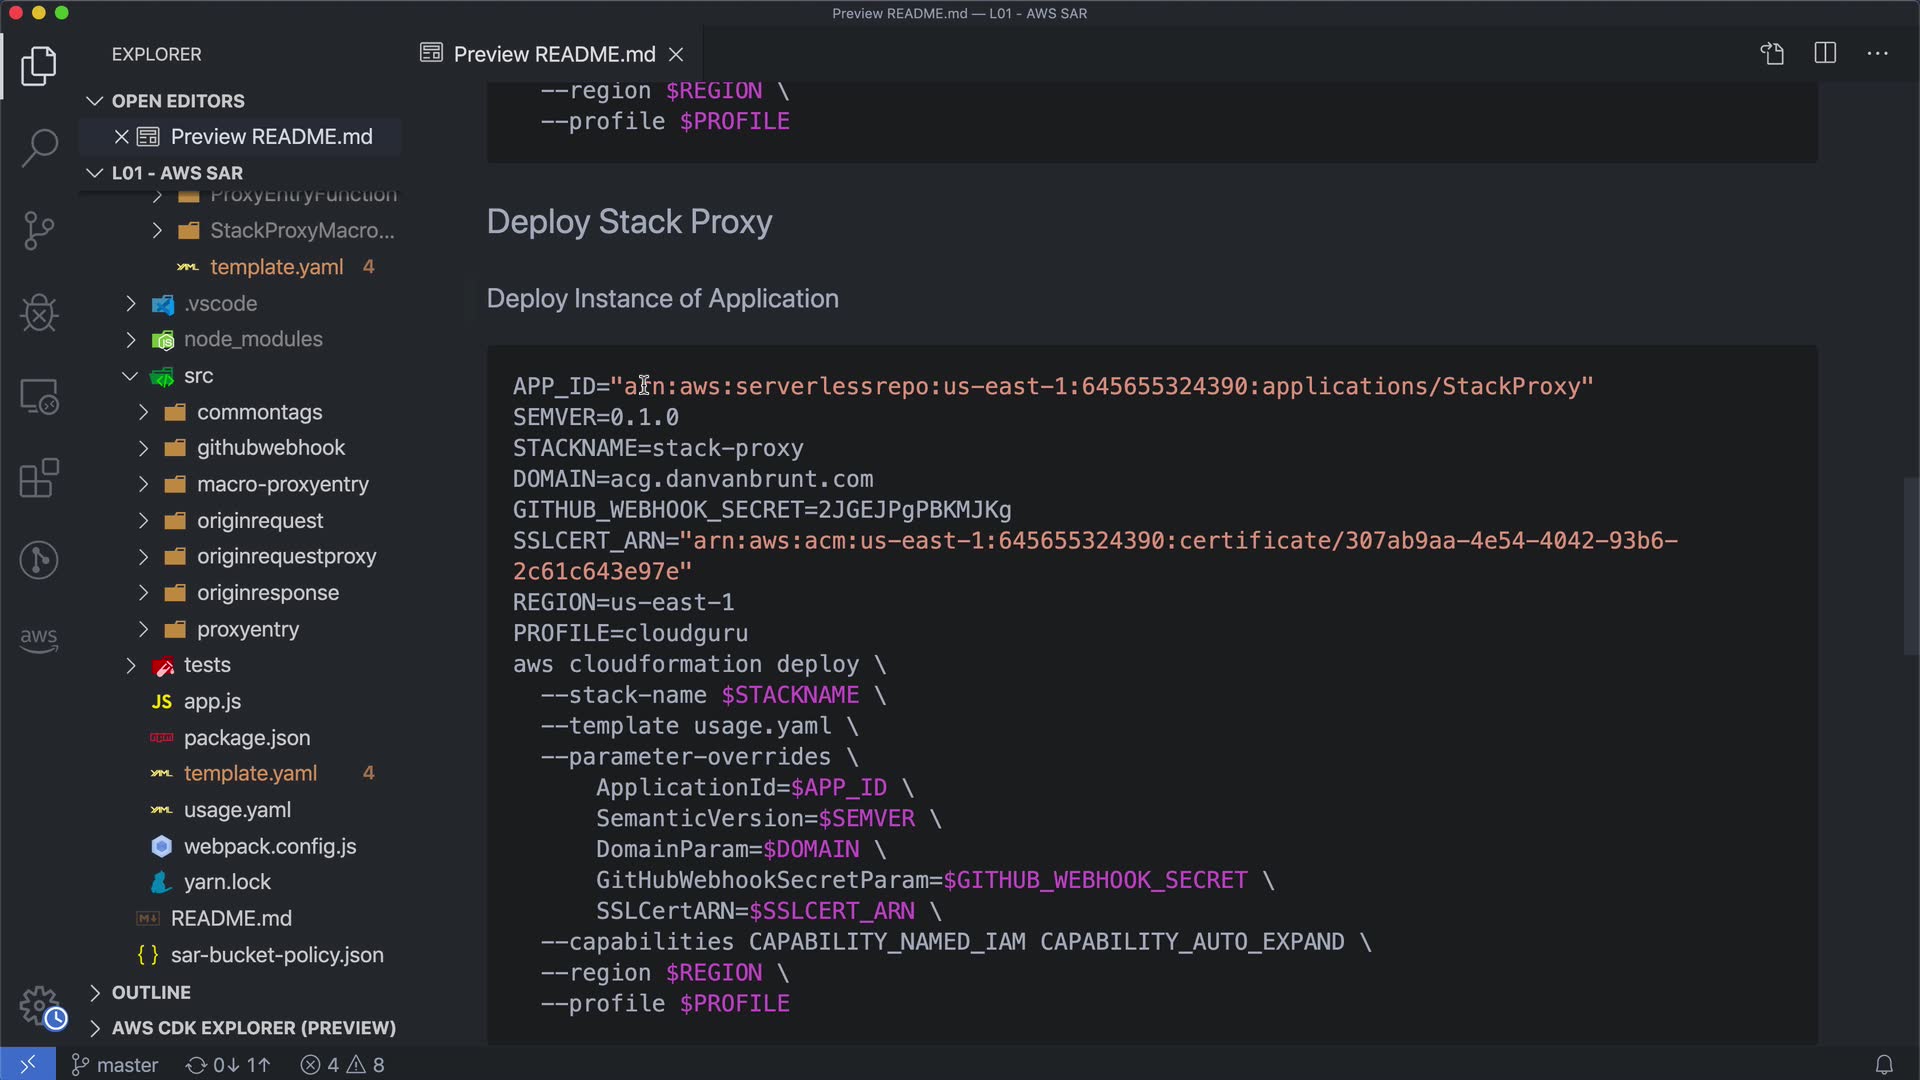 Preview README.md — L01 - AWS SAR
EXPLORER
OPEN EDITORS
Preview README.md
L01 - AWS SAR
ProxyEntryFunction
StackProxyMacro...
template.yaml 4
.vscode
node_modules
src
commontags
githubwebhook
macro-proxyentry
originrequest
originrequestproxy
originresponse
proxyentry
tests
JS app.js
package.json
template.yaml 4
usage.yaml
webpack.config.js
yarn.lock
README.md
{ } sar-bucket-policy.json
OUTLINE
AWS CDK EXPLORER (PREVIEW)
aws
Preview README.md
--region $REGION \
--profile $PROFILE
Deploy Stack Proxy
Deploy Instance of Application
APP_ID="arn:aws:serverlessrepo:us-east-1:645655324390:applications/StackProxy"
SEMVER=0.1.0
STACKNAME=stack-proxy
DOMAIN=acg.danvanbrunt.com
GITHUB_WEBHOOK_SECRET=2JGEJPgPBKMJKg
SSLCERT_ARN="arn:aws:acm:us-east-1:645655324390:certificate/307ab9aa-4e54-4042-93b6-
2c61c643e97e"
REGION=us-east-1
PROFILE=cloudguru
aws cloudformation deploy \
--stack-name $STACKNAME \
--template usage.yaml \
--parameter-overrides \
ApplicationId=$APP_ID \
SemanticVersion=$SEMVER \
DomainParam=$DOMAIN \
GitHubWebhookSecretParam=$GITHUB_WEBHOOK_SECRET \
SSLCertARN=$SSLCERT_ARN \
--capabilities CAPABILITY_NAMED_IAM CAPABILITY_AUTO_EXPAND \
--region $REGION \
--profile $PROFILE
master 0↓ 1↑ 4 8